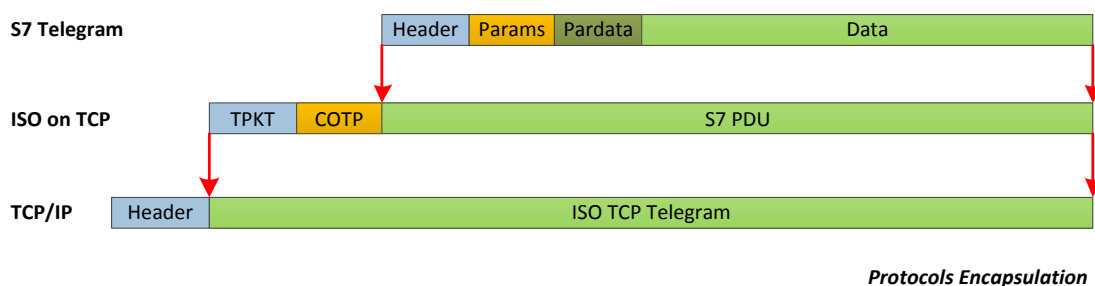 S7 Telegram Header Params Pardata Data
ISO on TCP TPKT COTP S7 PDU
TCP/IP Header ISO TCP Telegram
Protocols Encapsulation